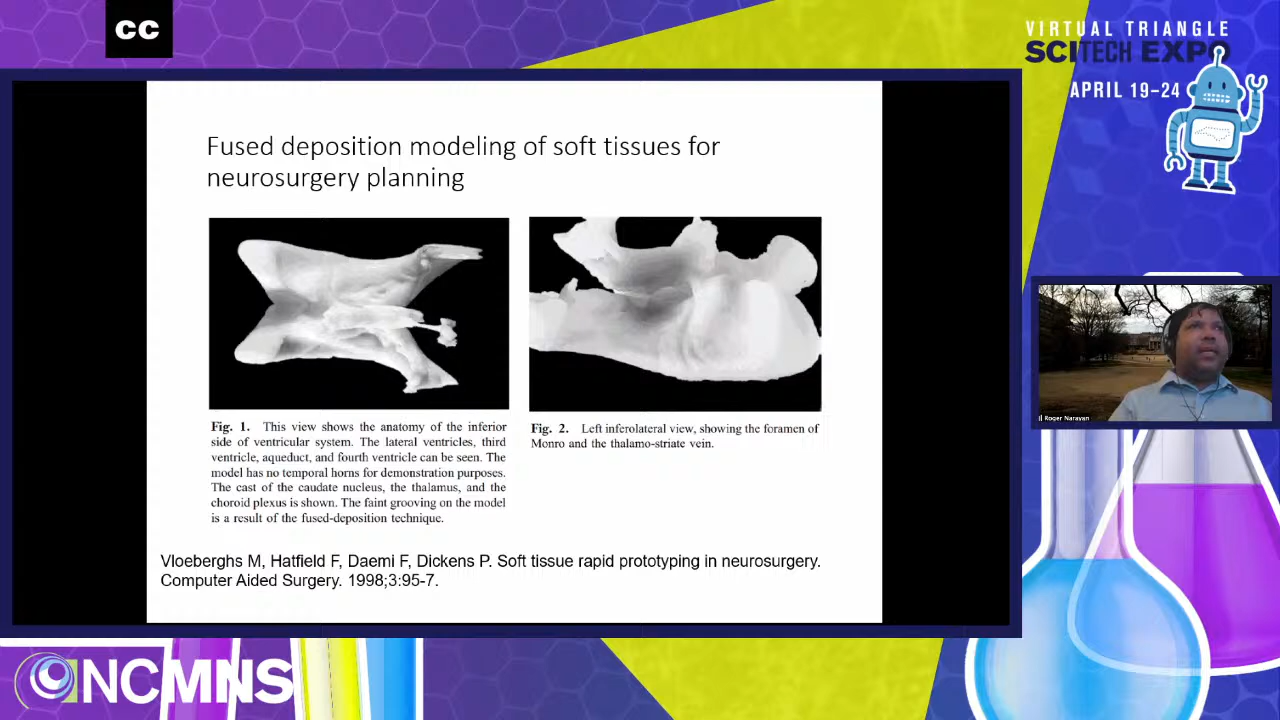 CC
VIRTUAL TRIANGLE
SCITECH EXPO
APRIL 19–24
Fused deposition modeling of soft tissues for
neurosurgery planning
Fig. 1. This view shows the anatomy of the inferior
side of ventricular system. The lateral ventricles, third
ventricle, aqueduct, and fourth ventricle can be seen. The
model has no temporal horns for demonstration purposes.
The cast of the caudate nucleus, the thalamus, and the
choroid plexus is shown. The faint grooving on the model
is a result of the fused-deposition technique.
Fig. 2. Left inferolateral view, showing the foramen of
Monro and the thalamo-striate vein.
Vloeberghs M, Hatfield F, Daemi F, Dickens P. Soft tissue rapid prototyping in neurosurgery.
Computer Aided Surgery. 1998;3:95-7.
Roger Narayan
NCMNS